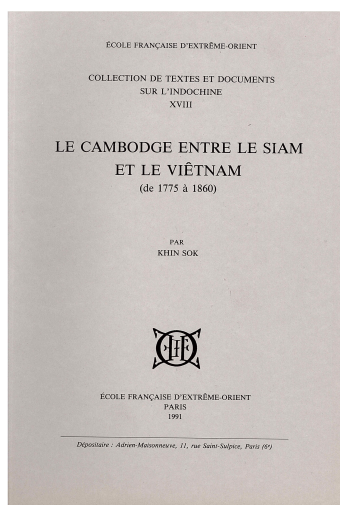 ÉCOLE FRANÇAISE D'EXTRÊME-ORIENT
COLLECTION DE TEXTES ET DOCUMENTS
SUR L'INDOCHINE
XVIII
LE CAMBODGE ENTRE LE SIAM
ET LE VIÊTNAM
(de 1775 à 1860)
PAR
KHIN SOK
ÉCOLE FRANÇAISE D'EXTRÊME-ORIENT
PARIS
1991
Dépositaire : Adrien-Maisonneuve, 11, rue Saint-Sulpice, Paris (6e)